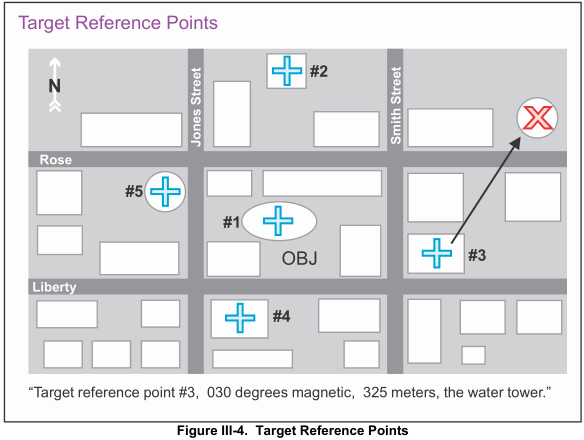 Target Reference Points
N
Jones Street
#2
Smith Street
Rose
#5
#1
OBJ
#3
Liberty
#4
“Target reference point #3, 030 degrees magnetic, 325 meters, the water tower.”
Figure III-4. Target Reference Points